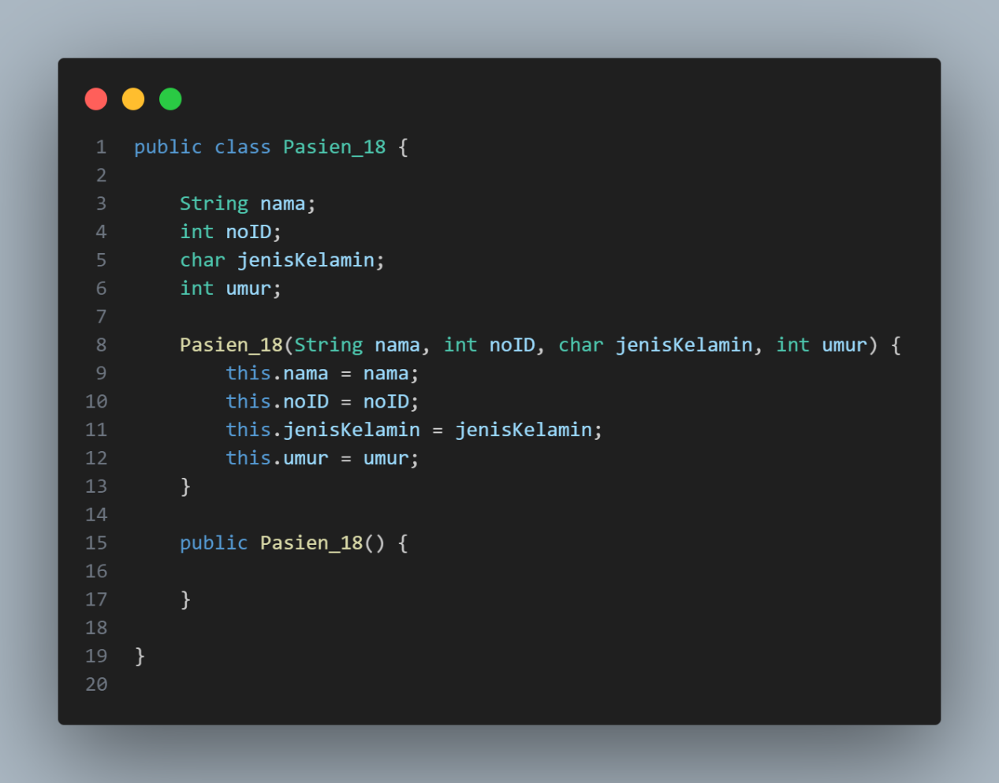 1 public class Pasien_18 {
2
3     String nama;
4     int noID;
5     char jenisKelamin;
6     int umur;
7
8     Pasien_18(String nama, int noID, char jenisKelamin, int umur) {
9         this.nama = nama;
10         this.noID = noID;
11         this.jenisKelamin = jenisKelamin;
12         this.umur = umur;
13     }
14
15     public Pasien_18() {
16
17     }
18
19 }
20